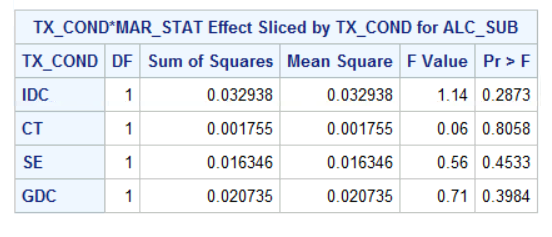 TX_COND*MAR_STAT Effect Sliced by TX_COND for ALC_SUB
TX_COND DF Sum of Squares Mean Square F Value Pr > F
IDC 1 0.032938 0.032938 1.14 0.2873
CT 1 0.001755 0.001755 0.06 0.8058
SE 1 0.016346 0.016346 0.56 0.4533
GDC 1 0.020735 0.020735 0.71 0.3984